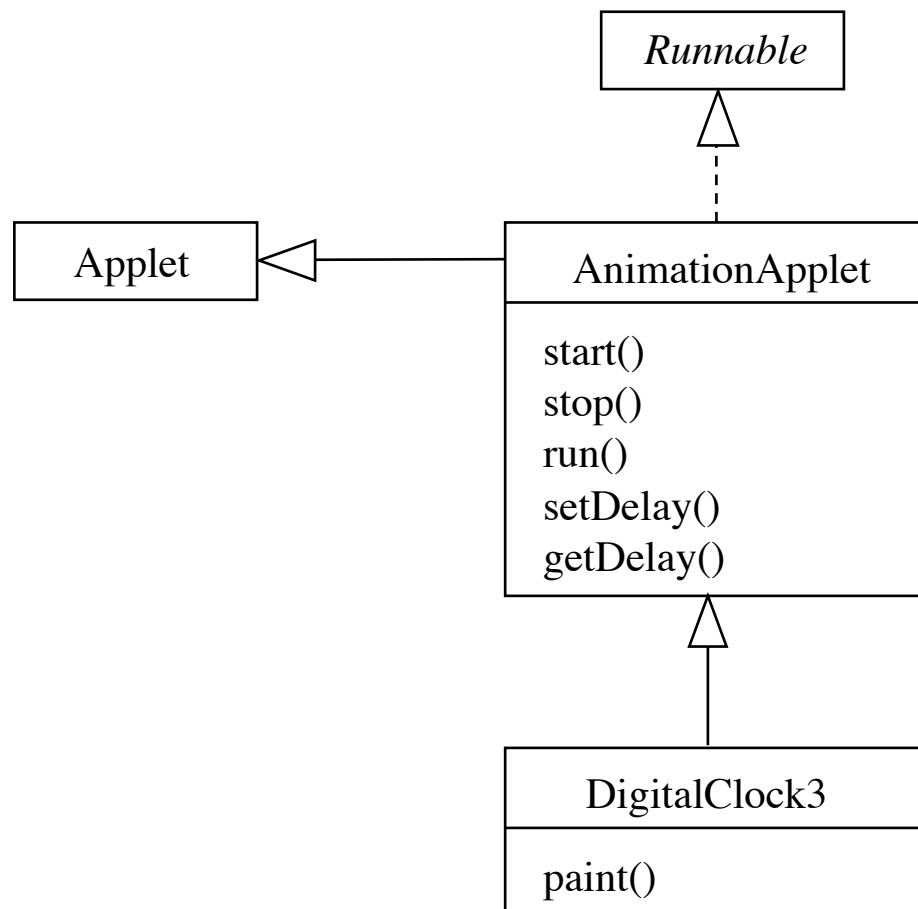 Runnable
Applet
AnimationApplet
start()
stop()
run()
setDelay()
getDelay()
DigitalClock3
paint()